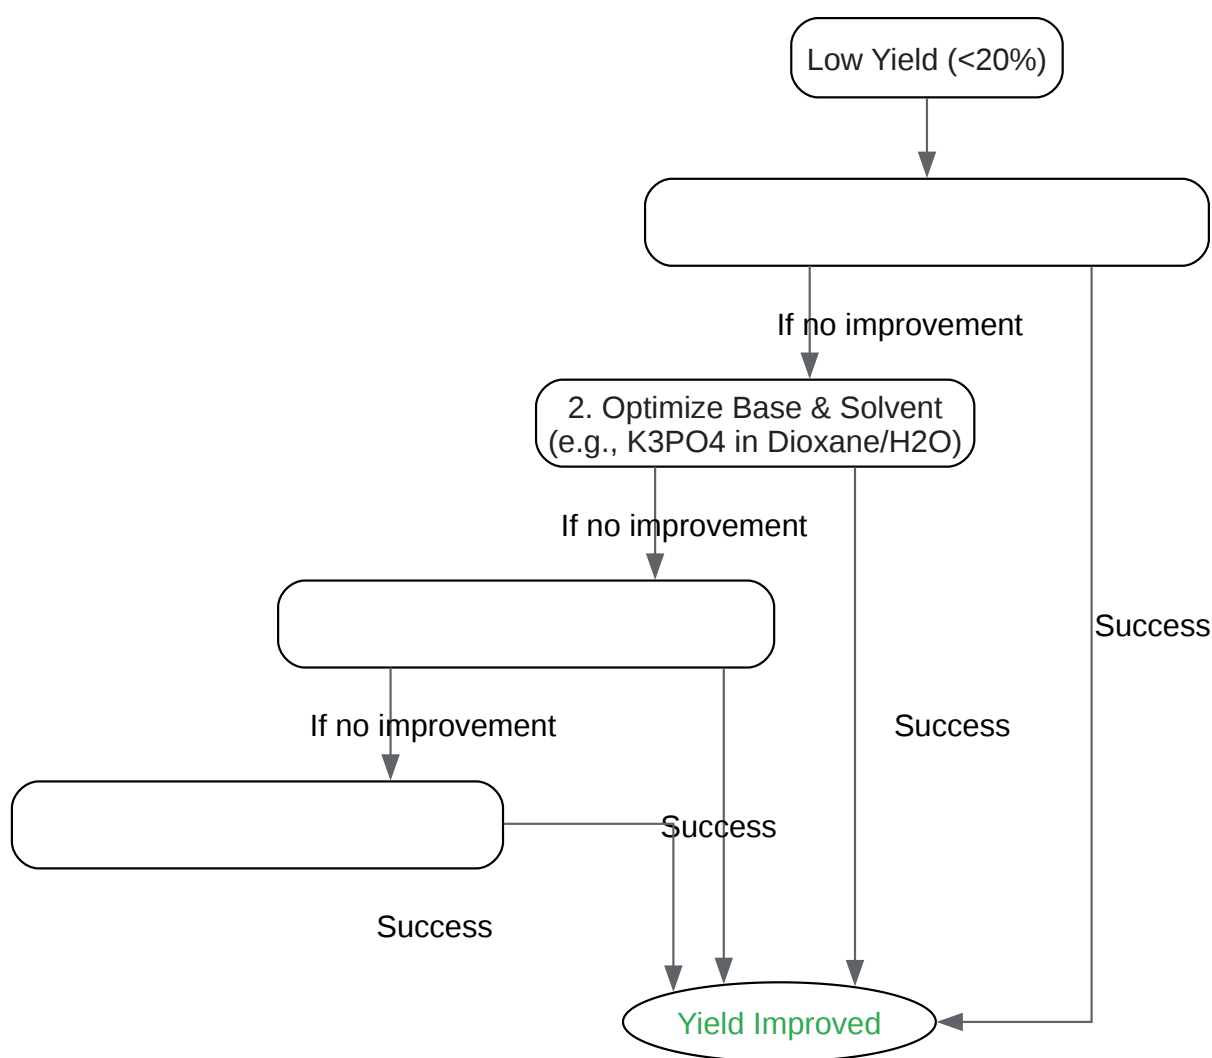 Low Yield (<20%)
If no improvement
2. Optimize Base & Solvent
(e.g., K3PO4 in Dioxane/H2O)
If no improvement
Success
If no improvement
Success
Success
Success
Yield Improved